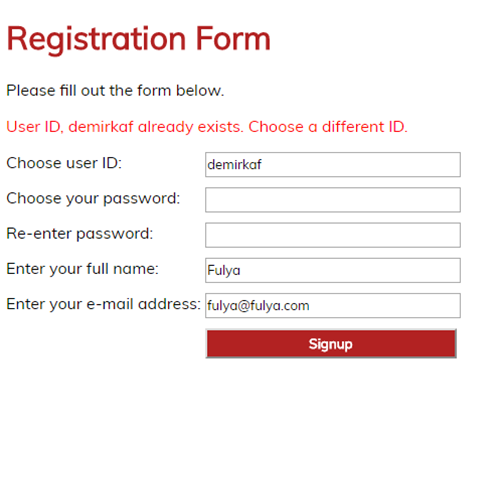 Registration Form
Please fill out the form below.
User ID, demirkaf already exists. Choose a different ID.
Choose user ID: demirkaf
Choose your password:
Re-enter password:
Enter your full name: Fulya
Enter your e-mail address: fulya@fulya.com
Signup